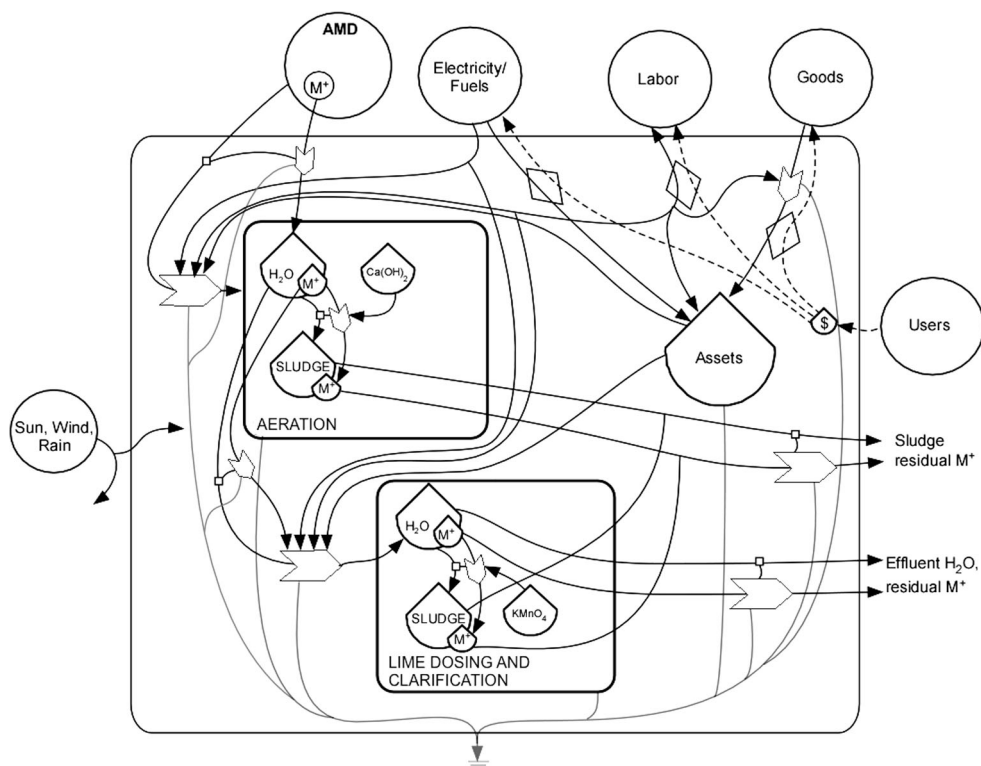 AMD
M⁺
Electricity/
Fuels
Labor
Goods
H₂O
M⁺
Ca(OH)₂
SLUDGE
M⁺
AERATION
Assets
$
Users
Sun, Wind,
Rain
Sludge
residual M⁺
H₂O
M⁺
SLUDGE
M⁺
KMnO₄
LIME DOSING AND
CLARIFICATION
Effluent H₂O,
residual M⁺